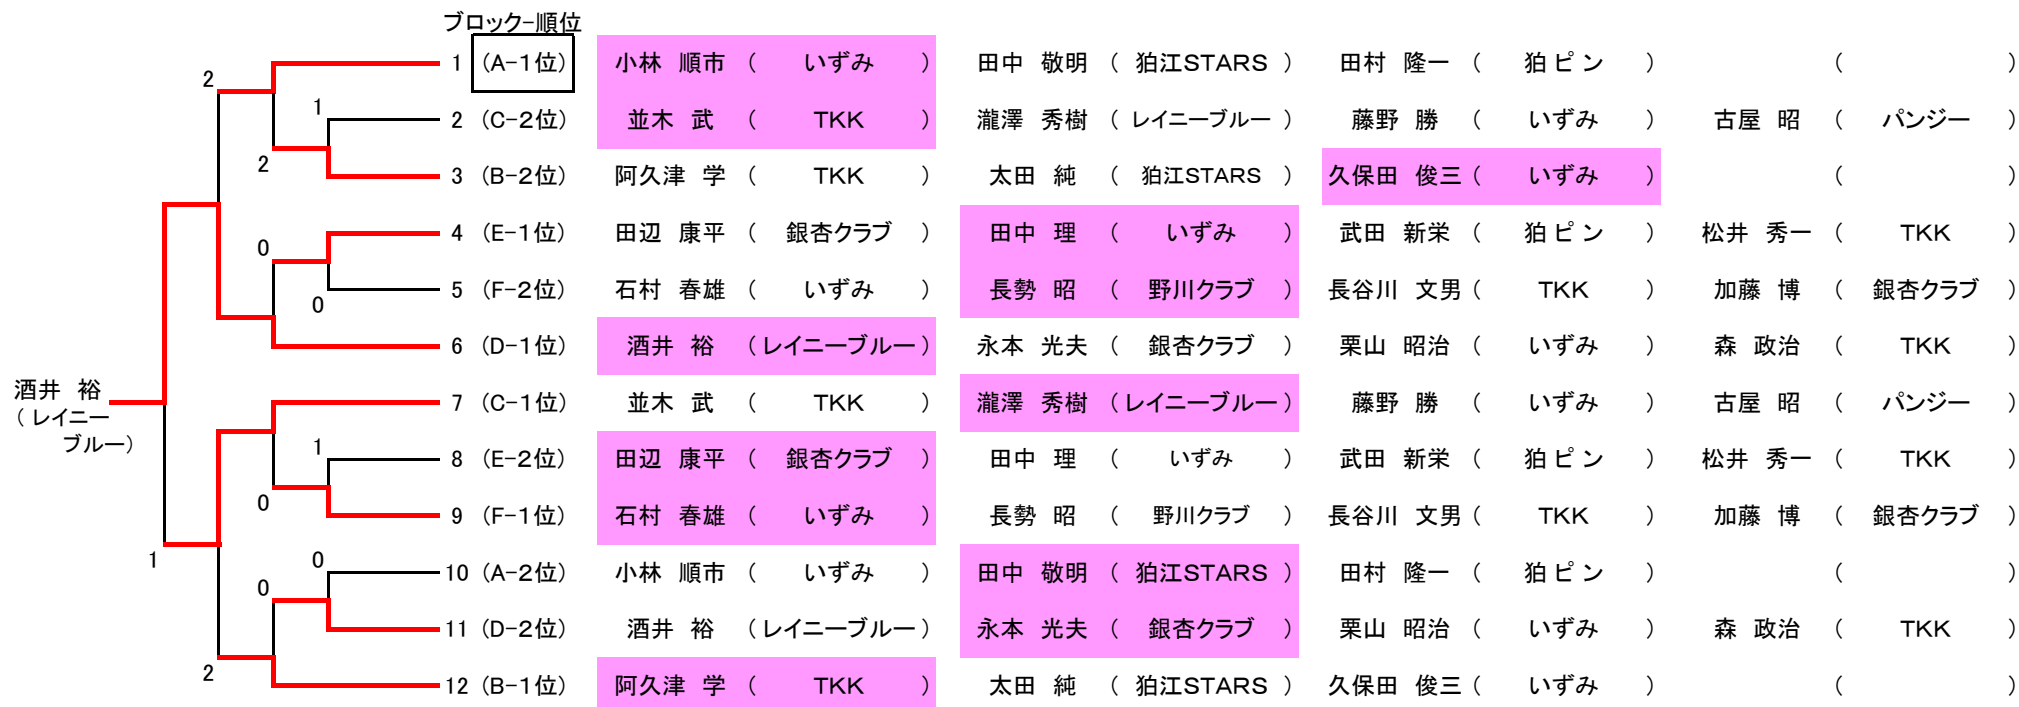 ブロック-順位
1 (A-1位) 小林 順市 ( いずみ ) 田中 敬明 ( 狛江STARS ) 田村 隆一 ( 狛ピン ) ( )
2
1
2 (C-2位) 並木 武 ( TKK ) 瀧澤 秀樹 ( レイニーブルー ) 藤野 勝 ( いずみ ) 古屋 昭 ( パンジー )
2
3 (B-2位) 阿久津 学 ( TKK ) 太田 純 ( 狛江STARS ) 久保田 俊三 ( いずみ ) ( )
4 (E-1位) 田辺 康平 ( 銀杏クラブ ) 田中 理 ( いずみ ) 武田 新栄 ( 狛ピン ) 松井 秀一 ( TKK )
0
5 (F-2位) 石村 春雄 ( いずみ ) 長勢 昭 ( 野川クラブ ) 長谷川 文男 ( TKK ) 加藤 博 ( 銀杏クラブ )
0
6 (D-1位) 酒井 裕 ( レイニーブルー ) 永本 光夫 ( 銀杏クラブ ) 栗山 昭治 ( いずみ ) 森 政治 ( TKK )
酒井 裕
( レイニー
ブルー)
7 (C-1位) 並木 武 ( TKK ) 瀧澤 秀樹 ( レイニーブルー ) 藤野 勝 ( いずみ ) 古屋 昭 ( パンジー )
1
8 (E-2位) 田辺 康平 ( 銀杏クラブ ) 田中 理 ( いずみ ) 武田 新栄 ( 狛ピン ) 松井 秀一 ( TKK )
0
9 (F-1位) 石村 春雄 ( いずみ ) 長勢 昭 ( 野川クラブ ) 長谷川 文男 ( TKK ) 加藤 博 ( 銀杏クラブ )
1
0
10 (A-2位) 小林 順市 ( いずみ ) 田中 敬明 ( 狛江STARS ) 田村 隆一 ( 狛ピン ) ( )
0
11 (D-2位) 酒井 裕 ( レイニーブルー ) 永本 光夫 ( 銀杏クラブ ) 栗山 昭治 ( いずみ ) 森 政治 ( TKK )
2
12 (B-1位) 阿久津 学 ( TKK ) 太田 純 ( 狛江STARS ) 久保田 俊三 ( いずみ ) ( )